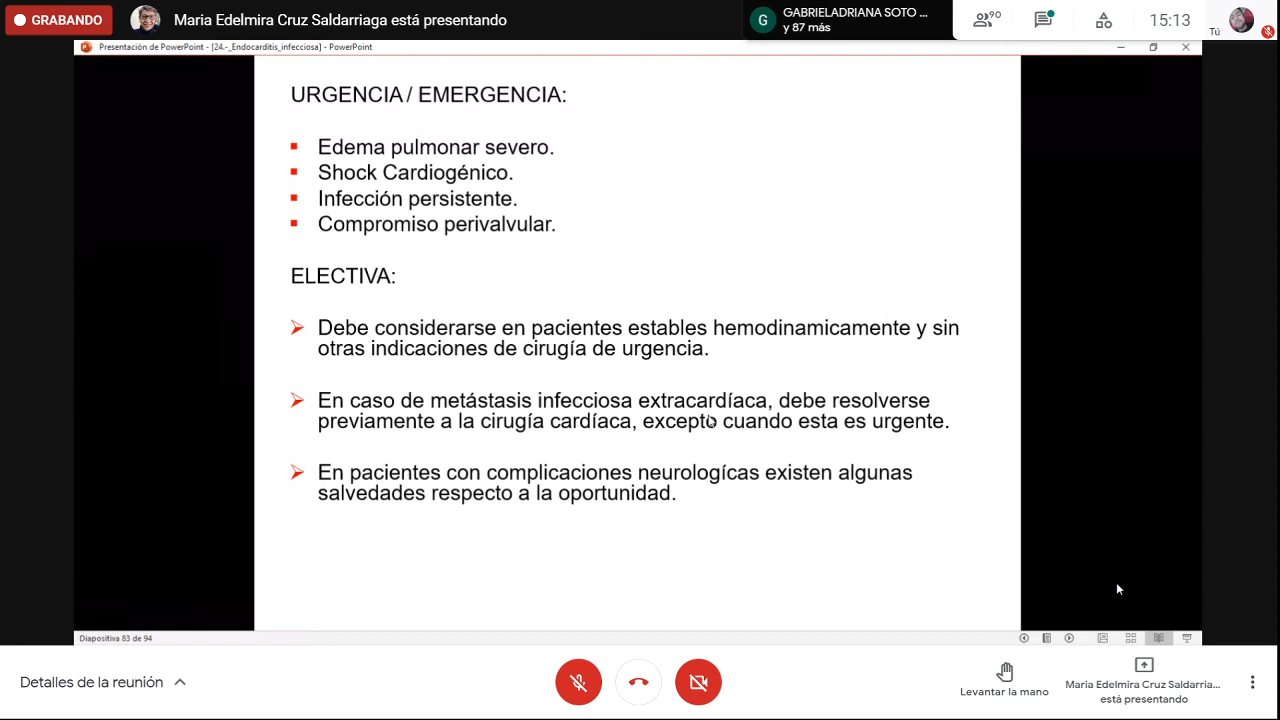 GRABANDO
Maria Edelmira Cruz Saldarriaga está presentando
G
GABRIELADRIANA SOTO ...
y 87 más
90
15:13
Tú
Presentación de PowerPoint - [24.-_Endocarditis_infecciosa] - PowerPoint
URGENCIA / EMERGENCIA:
Edema pulmonar severo.
Shock Cardiogénico.
Infección persistente.
Compromiso perivalvular.
ELECTIVA:
Debe considerarse en pacientes estables hemodinamicamente y sin
otras indicaciones de cirugía de urgencia.
En caso de metástasis infecciosa extracardíaca, debe resolverse
previamente a la cirugía cardíaca, excepto cuando esta es urgente.
En pacientes con complicaciones neurologícas existen algunas
salvedades respecto a la oportunidad.
Diapositiva 83 de 94
Detalles de la reunión
Levantar la mano
Maria Edelmira Cruz Saldarria...
está presentando